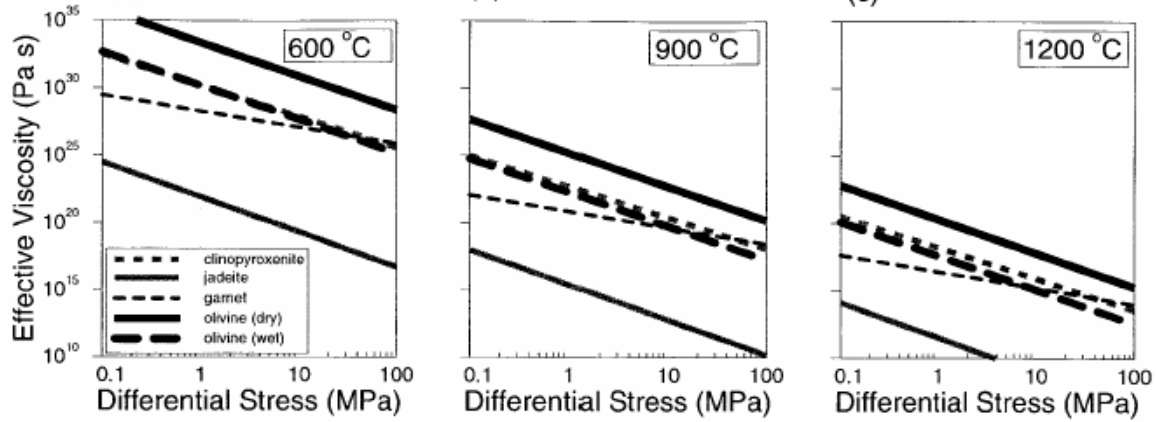 600 °C
900 °C
1200 °C
Effective Viscosity (Pa s)
10^35
10^30
10^25
10^20
10^15
10^10
clinopyroxenite
jadeite
garnet
olivine (dry)
olivine (wet)
0.1 1 10 100
0.1 1 10 100
0.1 1 10 100
Differential Stress (MPa)
Differential Stress (MPa)
Differential Stress (MPa)